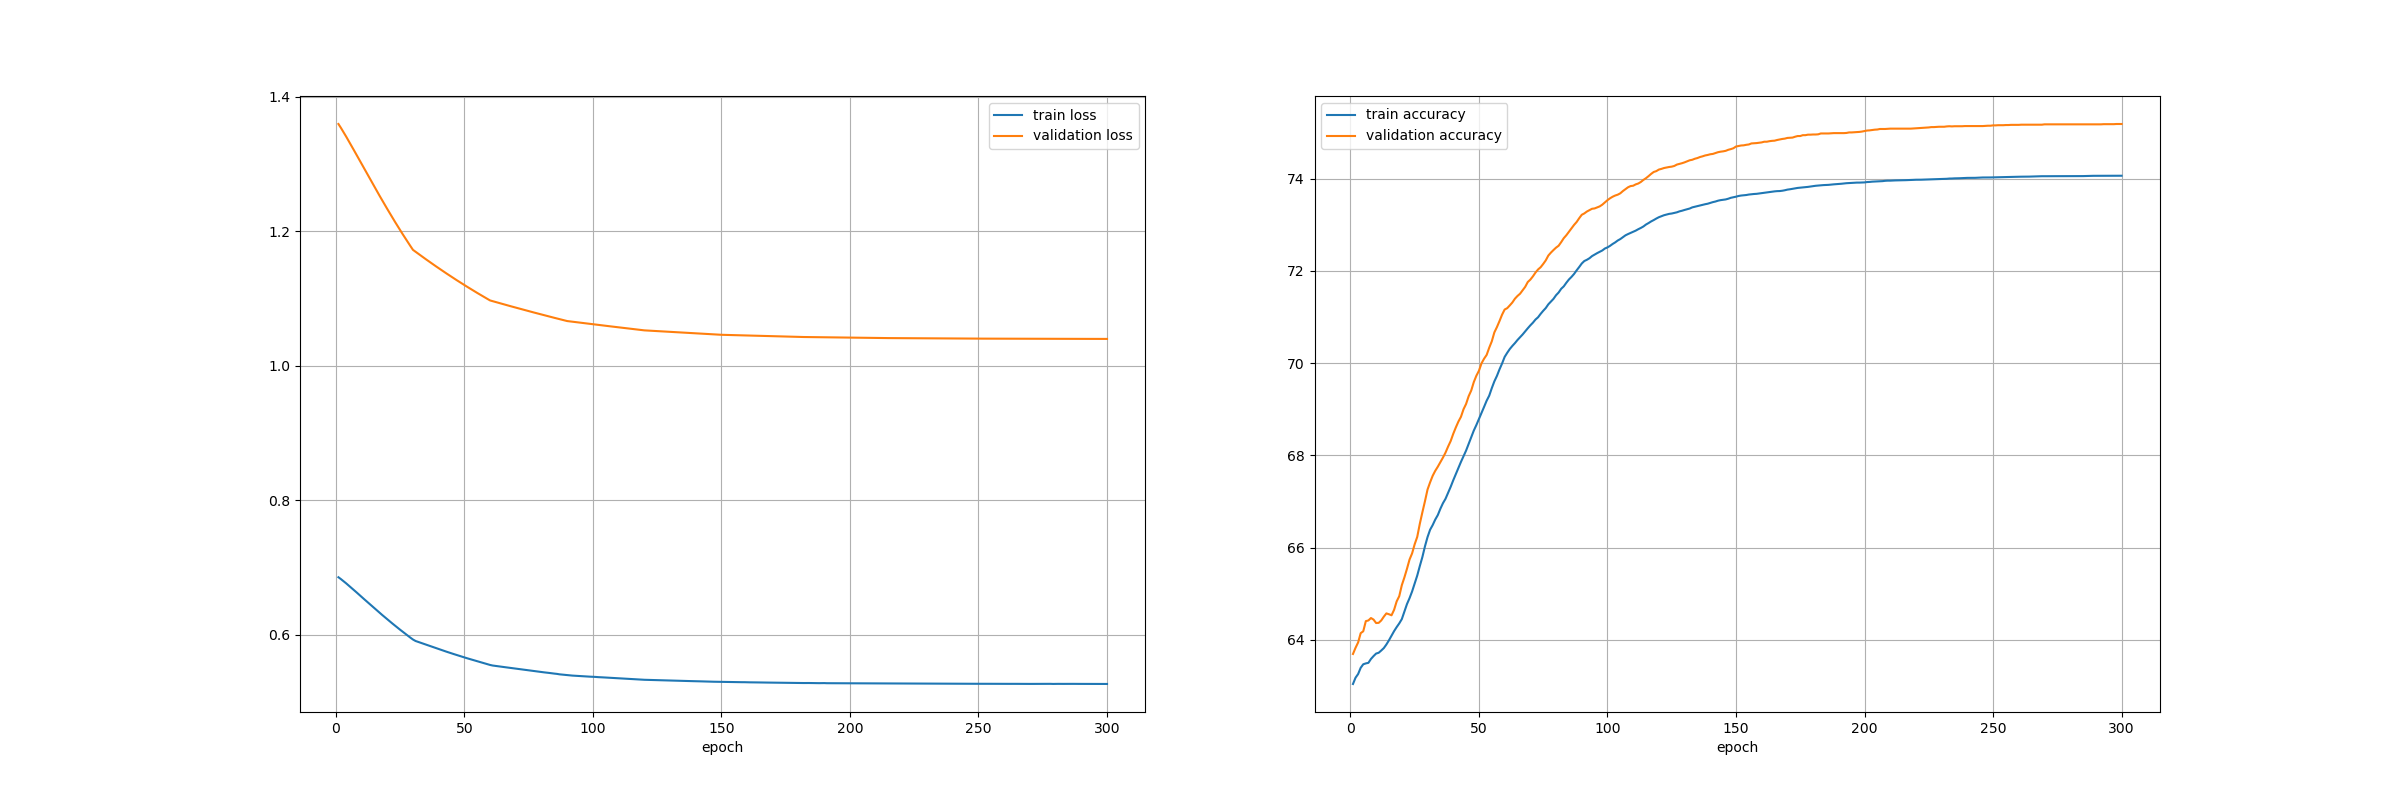 1.4
1.2
1.0
0.8
0.6
0 50 100 150 200 250 300
epoch
train loss
validation loss
74
72
70
68
66
64
0 50 100 150 200 250 300
epoch
train accuracy
validation accuracy